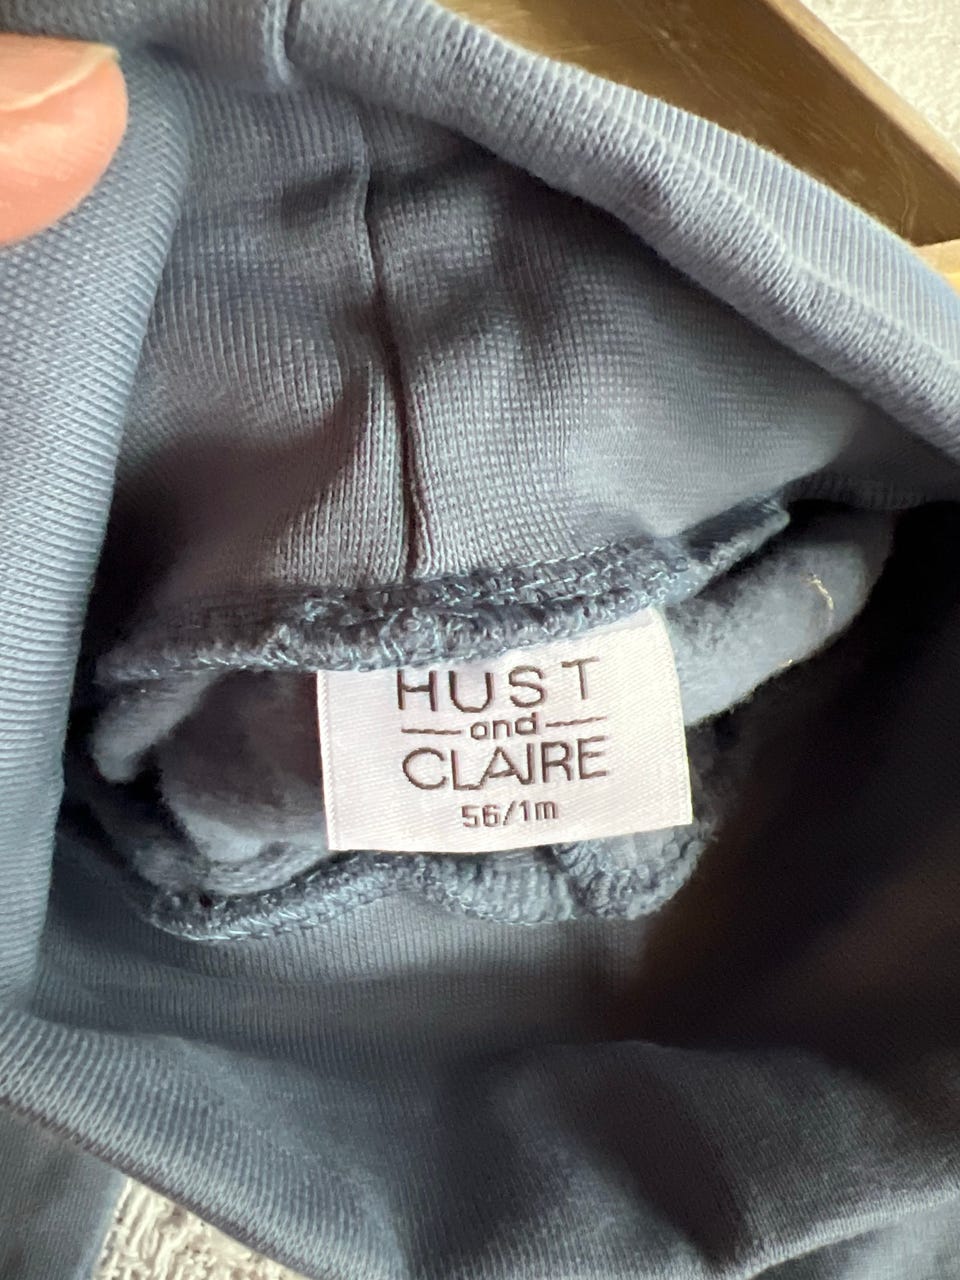 HUST
and
CLAIRE
56/1m